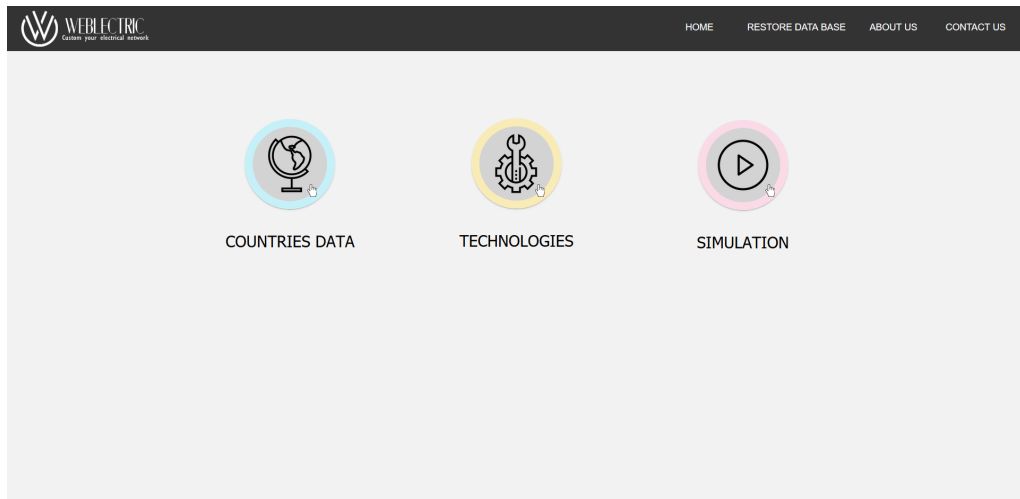 WEBLECTRIC
Custom your electrical network
HOME RESTORE DATA BASE ABOUT US CONTACT US
COUNTRIES DATA
TECHNOLOGIES
SIMULATION